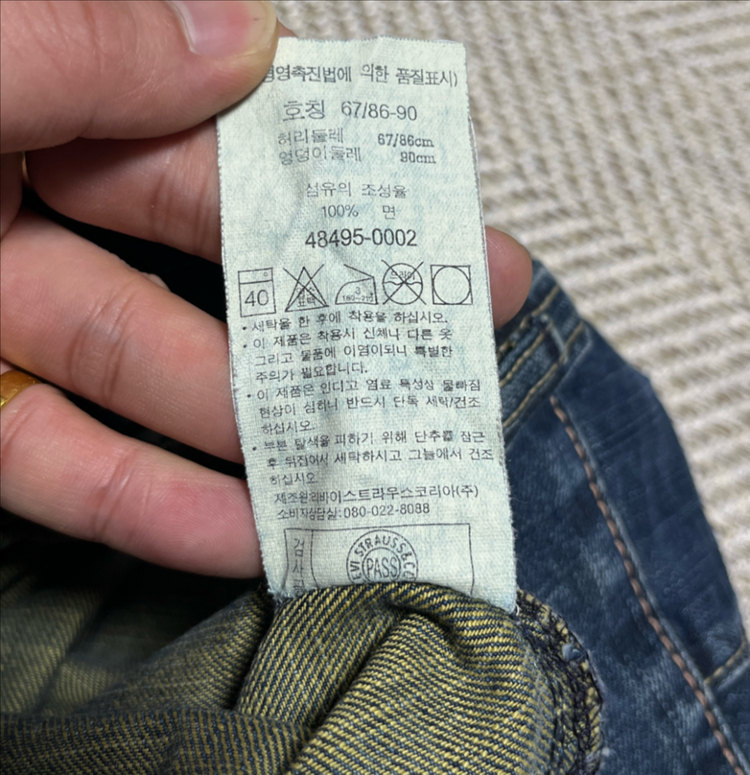 경영촉진법에 의한 품질표시)
호칭 67/86-90
허리둘레 67/86cm
엉덩이둘레 90cm
섬유의 조성율
100% 면
48495-0002
40 표백 3 180~210 드라이
• 세탁을 한 후에 착용을 하십시오.
• 이 제품은 착용시 신체나 다른 옷
그리고 물품에 이염이되니 특별한
주의가 필요합니다.
• 이 제품은 인디고 염료 특성상 물빠짐
현상이 심하니 반드시 단독 세탁/건조
하십시오.
• 부분 탈색을 피하기 위해 단추를 잠근
후 뒤집어서 세탁하시고 그늘에서 건조
하십시오.
제조원:리바이스트라우스코리아(주)
소비자상담실:080-022-8088
검사
LEVI STRAUSS & CO
PASS